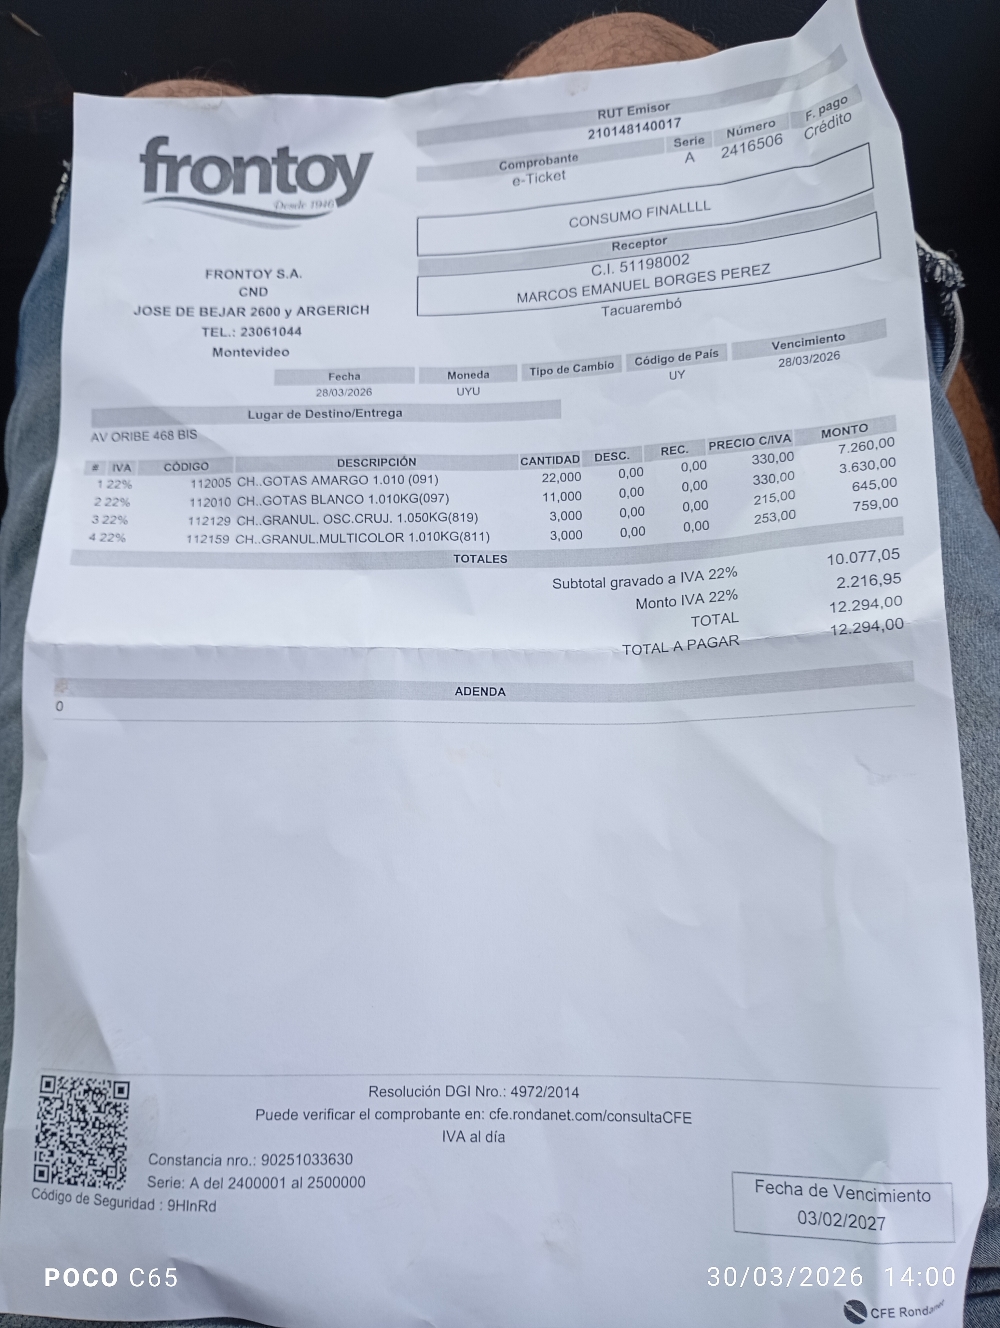 frontoy
Desde 1946
RUT Emisor
210148140017
Comprobante Serie Número F. pago
e-Ticket A 2416506 Crédito
CONSUMO FINALLLL
Receptor
C.I. 51198002
MARCOS EMANUEL BORGES PEREZ
Tacuarembó
FRONTOY S.A.
CND
JOSE DE BEJAR 2600 y ARGERICH
TEL.: 23061044
Montevideo
Fecha Moneda Tipo de Cambio Código de País Vencimiento
28/03/2026 UYU UY 28/03/2026
Lugar de Destino/Entrega
AV ORIBE 468 BIS
# IVA CÓDIGO DESCRIPCIÓN CANTIDAD DESC. REC. PRECIO C/IVA MONTO
1 22% 112005 CH..GOTAS AMARGO 1.010 (091) 22,000 0,00 0,00 330,00 7.260,00
2 22% 112010 CH..GOTAS BLANCO 1.010KG(097) 11,000 0,00 0,00 330,00 3.630,00
3 22% 112129 CH..GRANUL. OSC.CRUJ. 1.050KG(819) 3,000 0,00 0,00 215,00 645,00
4 22% 112159 CH..GRANUL.MULTICOLOR 1.010KG(811) 3,000 0,00 0,00 253,00 759,00
TOTALES
Subtotal gravado a IVA 22% 10.077,05
Monto IVA 22% 2.216,95
TOTAL 12.294,00
TOTAL A PAGAR 12.294,00
ADENDA
0
Resolución DGI Nro.: 4972/2014
Puede verificar el comprobante en: cfe.rondanet.com/consultaCFE
IVA al día
Constancia nro.: 90251033630
Serie: A del 2400001 al 2500000
Código de Seguridad : 9HInRd
Fecha de Vencimiento
03/02/2027
POCO C65
30/03/2026 14:00
CFE Rondanet